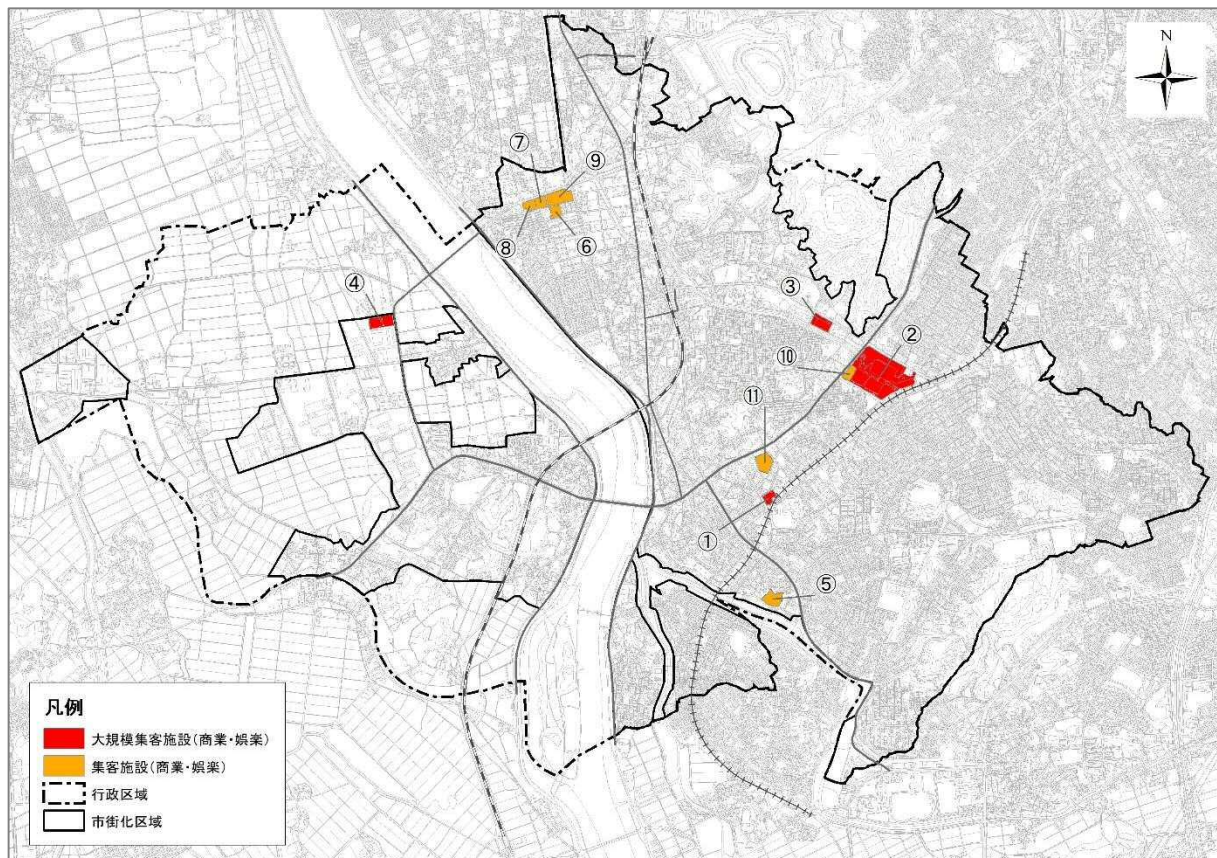 N
⑦
⑨
⑧
⑥
④
③
②
⑩
⑪
①
⑤
凡例
大規模集客施設(商業・娯楽)
集客施設(商業・娯楽)
行政区域
市街化区域